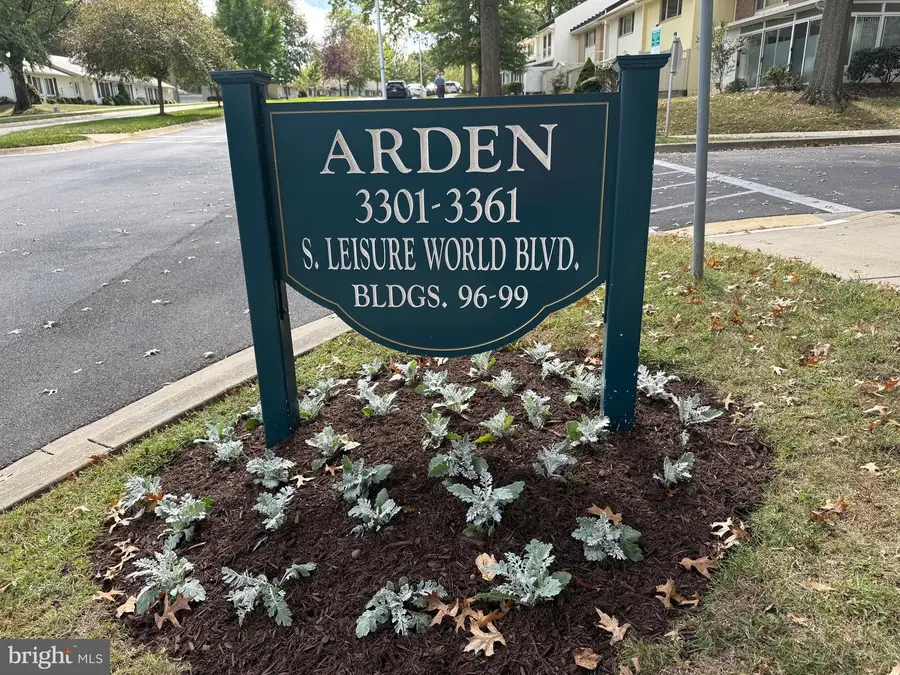 ARDEN
3301-3361
S. LEISURE WORLD BLVD.
BLDGS. 96-99
bright MLS